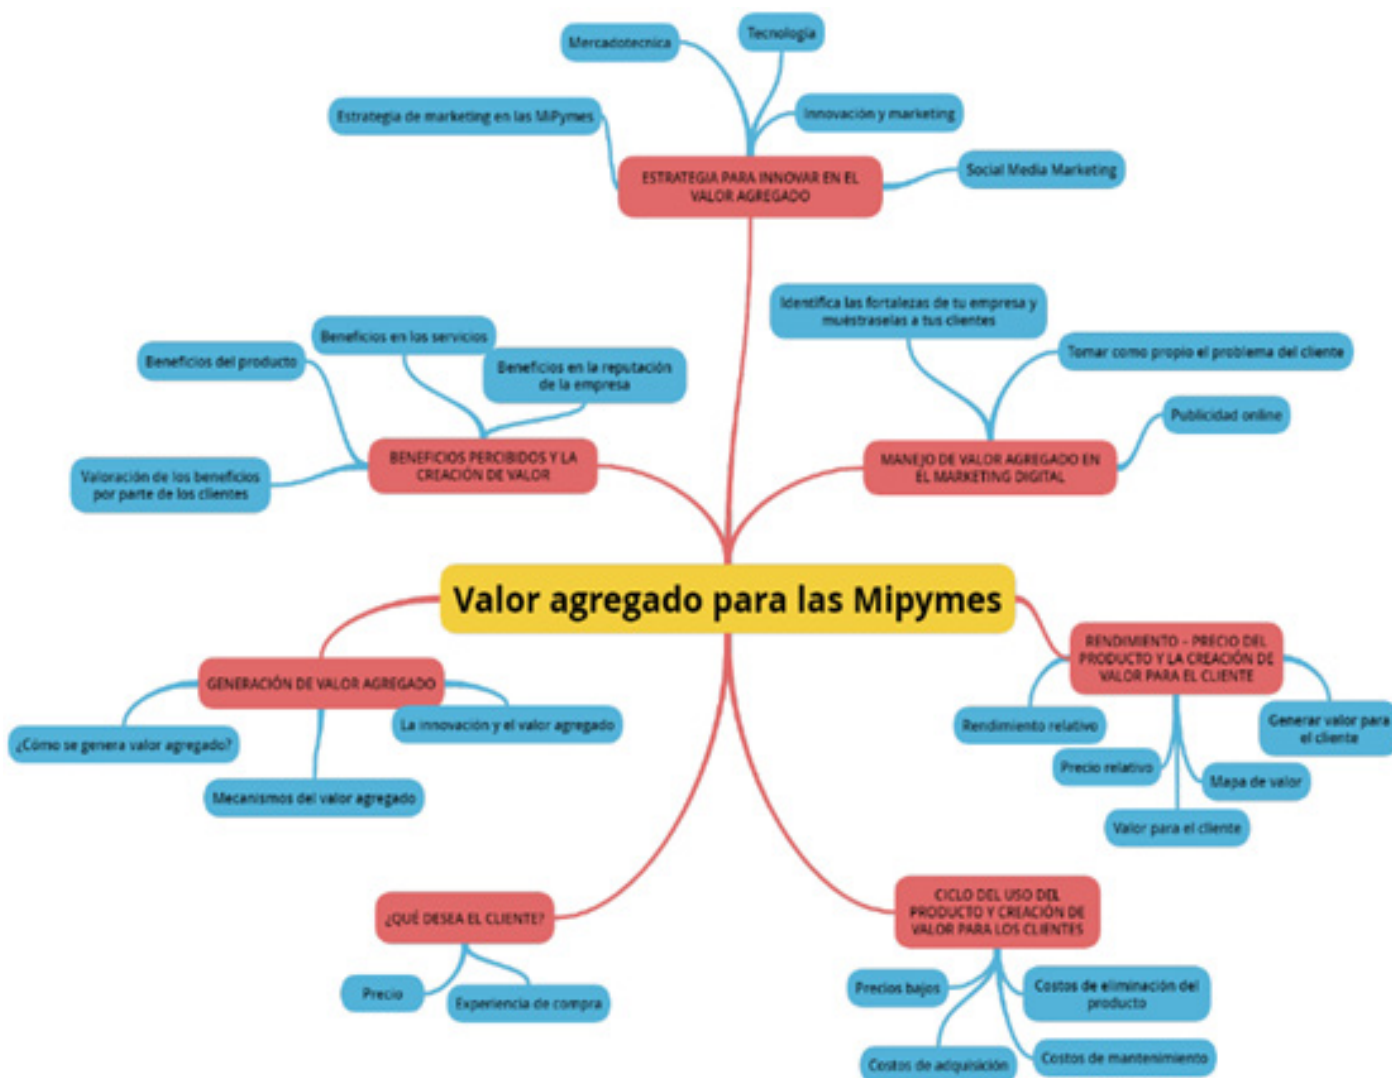 Mercadotecnica
Tecnología
Estrategia de marketing en las MiPymes
Innovación y marketing
Social Media Marketing
ESTRATEGIA PARA INNOVAR EN EL
VALOR AGREGADO
Identifica las fortalezas de tu empresa y
muéstraselas a tus clientes
Tomar como propio el problema del cliente
Publicidad online
MANEJO DE VALOR AGREGADO EN
EL MARKETING DIGITAL
Beneficios en los servicios
Beneficios del producto
Beneficios en la reputación
de la empresa
Valoración de los beneficios
por parte de los clientes
BENEFICIOS PERCIBIDOS Y LA
CREACIÓN DE VALOR
Valor agregado para las Mipymes
GENERACIÓN DE VALOR AGREGADO
¿Cómo se genera valor agregado?
La innovación y el valor agregado
Mecanismos del valor agregado
RENDIMIENTO – PRECIO DEL
PRODUCTO Y LA CREACIÓN DE
VALOR PARA EL CLIENTE
Rendimiento relativo
Generar valor para
el cliente
Precio relativo
Mapa de valor
Valor para el cliente
¿QUÉ DESEA EL CLIENTE?
Precio
Experiencia de compra
CICLO DEL USO DEL
PRODUCTO Y CREACIÓN DE
VALOR PARA LOS CLIENTES
Precios bajos
Costos de eliminación del
producto
Costos de adquisición
Costos de mantenimiento